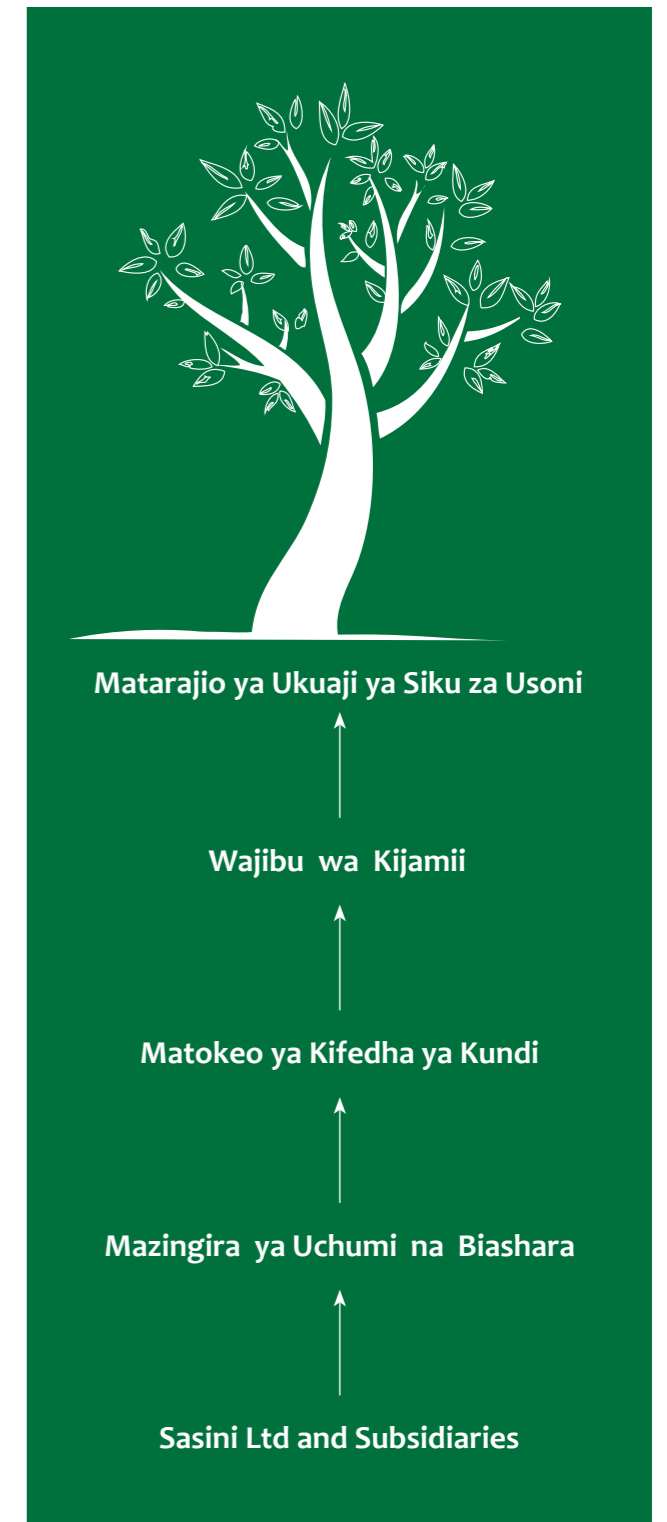 Matarajio ya Ukuaji ya Siku za Usoni
Wajibu wa Kijamii
Matokeo ya Kifedha ya Kundi
Mazingira ya Uchumi na Biashara
Sasini Ltd and Subsidiaries